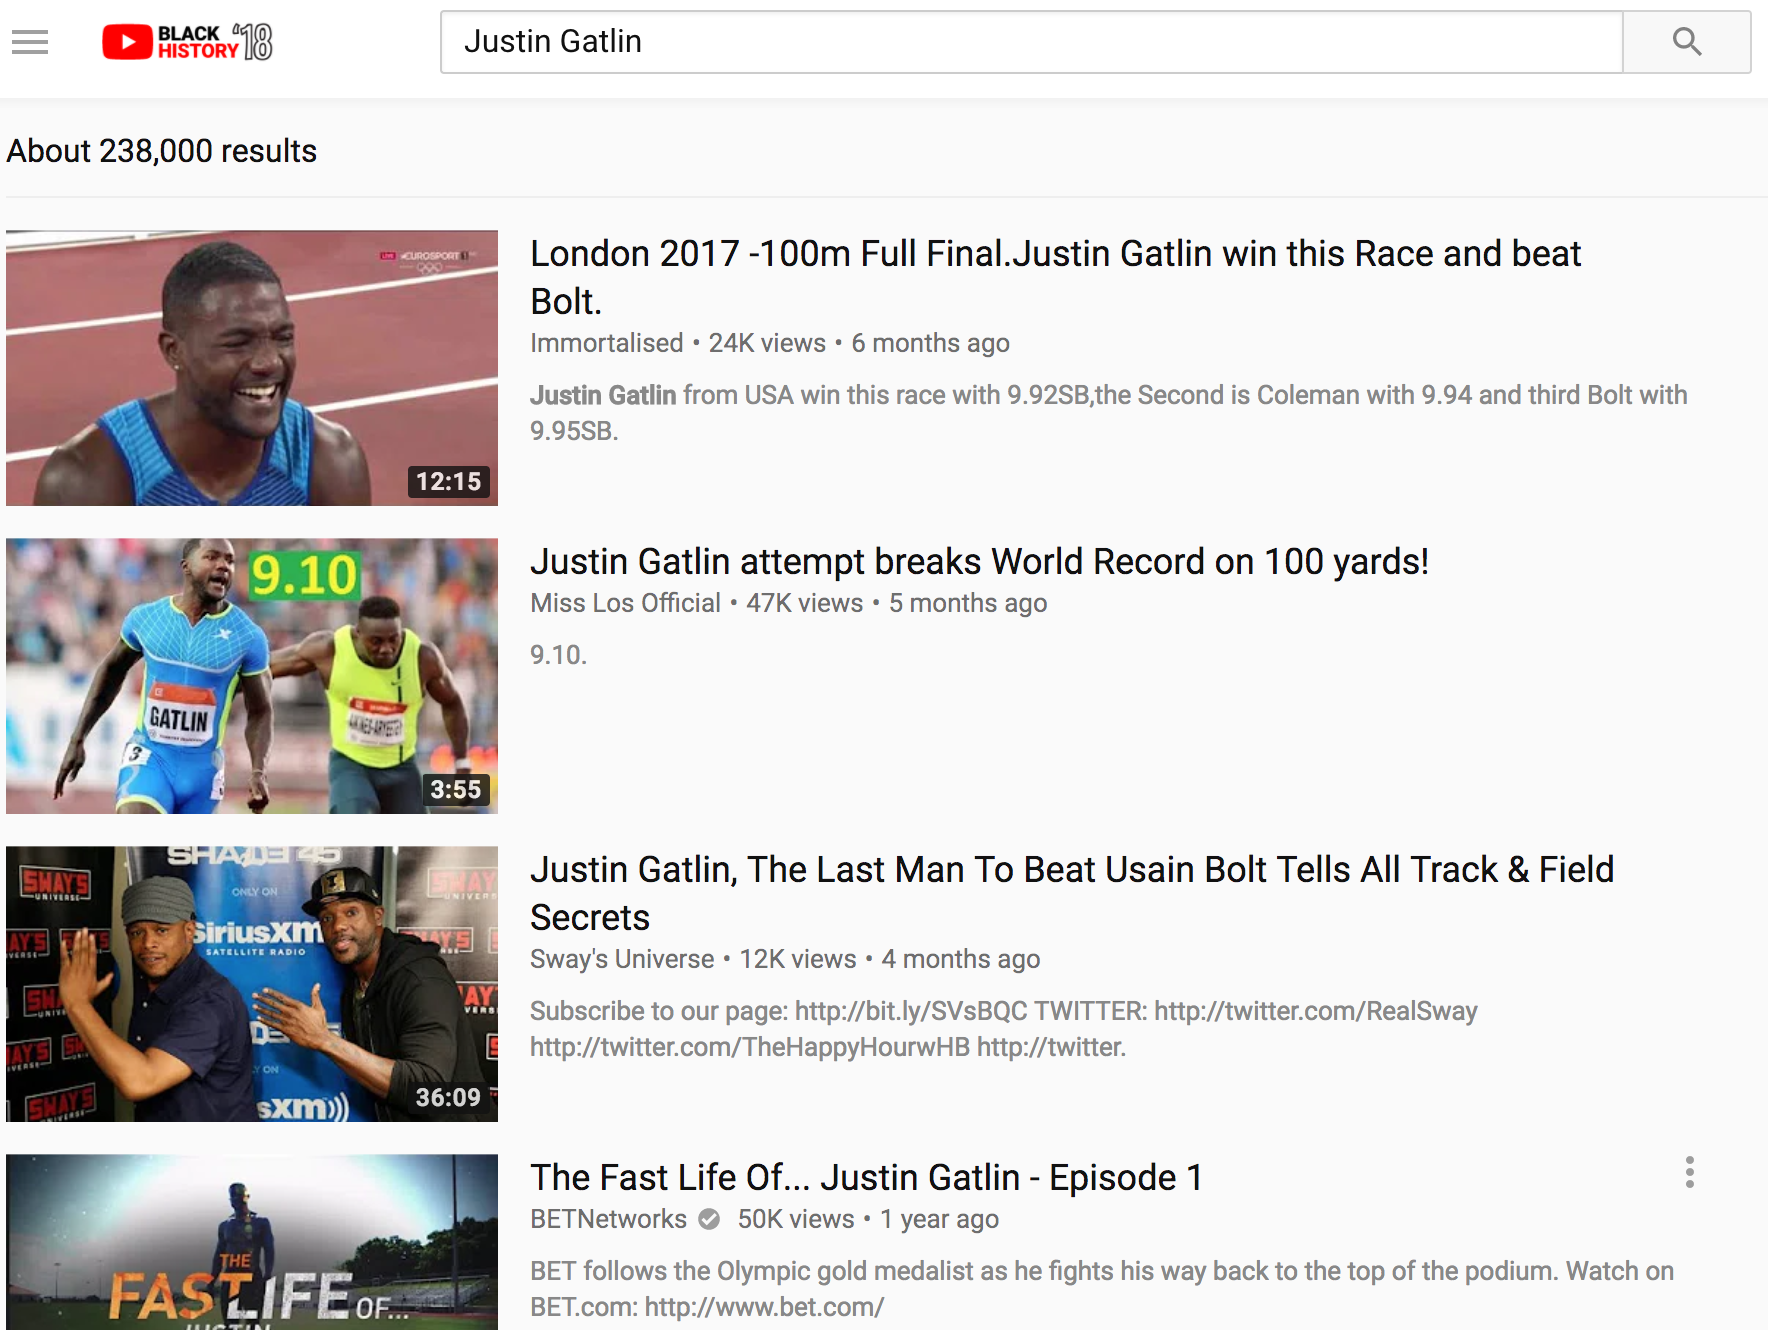 BLACK '18
HISTORY
Justin Gatlin
About 238,000 results
LIVE EUROSPORT 1
12:15
London 2017 -100m Full Final.Justin Gatlin win this Race and beat
Bolt.
Immortalised • 24K views • 6 months ago
Justin Gatlin from USA win this race with 9.92SB,the Second is Coleman with 9.94 and third Bolt with
9.95SB.
9.10
GATLIN
3
3:55
Justin Gatlin attempt breaks World Record on 100 yards!
Miss Los Official • 47K views • 5 months ago
9.10.
SHADE 45
ONLY ON
SiriusXM
SATELLITE RADIO
SWAY'S
UNIVERSE
SWAY'S
UNIVERSE
sxm
36:09
Justin Gatlin, The Last Man To Beat Usain Bolt Tells All Track & Field
Secrets
Sway's Universe • 12K views • 4 months ago
Subscribe to our page: http://bit.ly/SVsBQC TWITTER: http://twitter.com/RealSway
http://twitter.com/TheHappyHourwHB http://twitter.
THE
FAST LIFE OF...
JUSTIN
The Fast Life Of... Justin Gatlin - Episode 1
BETNetworks 50K views • 1 year ago
BET follows the Olympic gold medalist as he fights his way back to the top of the podium. Watch on
BET.com: http://www.bet.com/